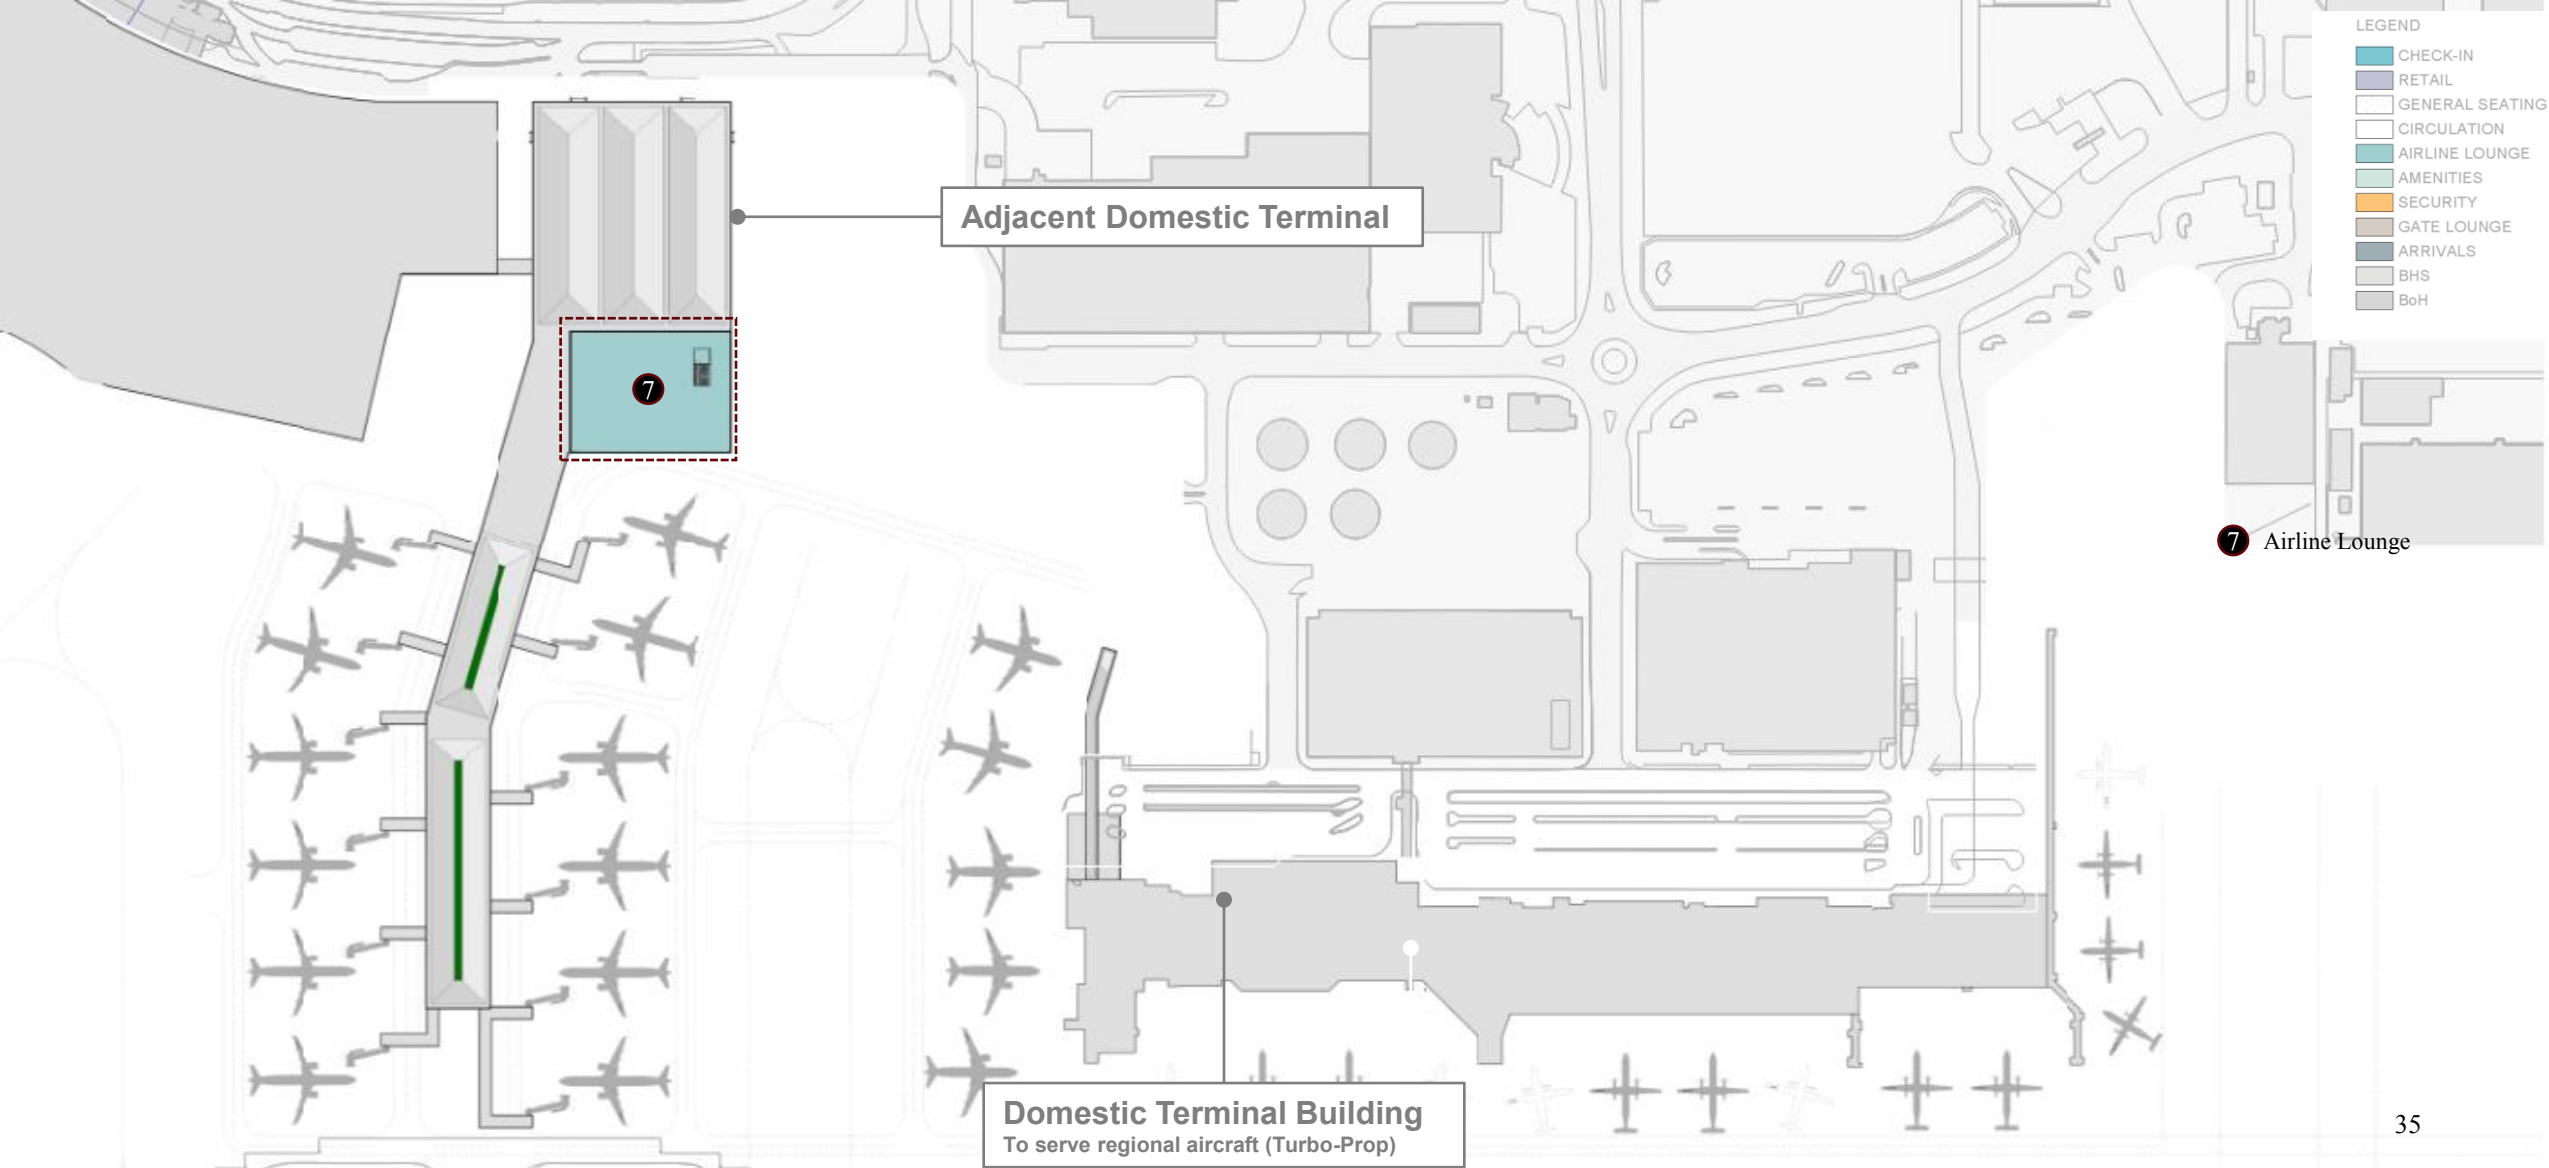 LEGEND
CHECK-IN
RETAIL
GENERAL SEATING
CIRCULATION
AIRLINE LOUNGE
AMENITIES
SECURITY
GATE LOUNGE
ARRIVALS
BHS
BoH
Adjacent Domestic Terminal
7
7 Airline Lounge
Domestic Terminal Building
To serve regional aircraft (Turbo-Prop)
35